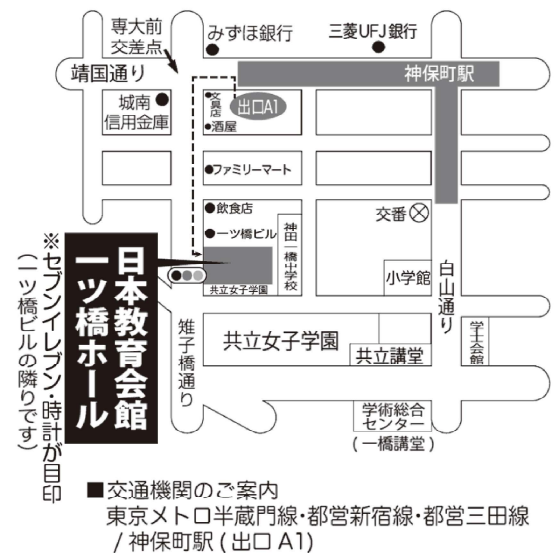 専大前
交差点
みずほ銀行
三菱UFJ銀行
靖国通り
神保町駅
城南
信用金庫
文具店
出口A1
酒屋
ファミリーマート
飲食店
交番
一ツ橋ビル
神田一橋中学校
白山通り
小学館
共立女子学園
日本教育会館
一ツ橋ホール
※セブンイレブン・時計が目印
(一ツ橋ビルの隣りです)
雉子橋通り
共立女子学園
共立講堂
学士会館
学術総合
センター
(一橋講堂)
■交通機関のご案内
東京メトロ半蔵門線・都営新宿線・都営三田線
/神保町駅(出口A1)